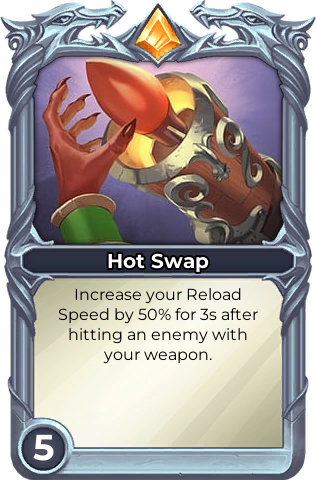 Hot Swap
Increase your Reload
Speed by 50% for 3s after
hitting an enemy with
your weapon.
5